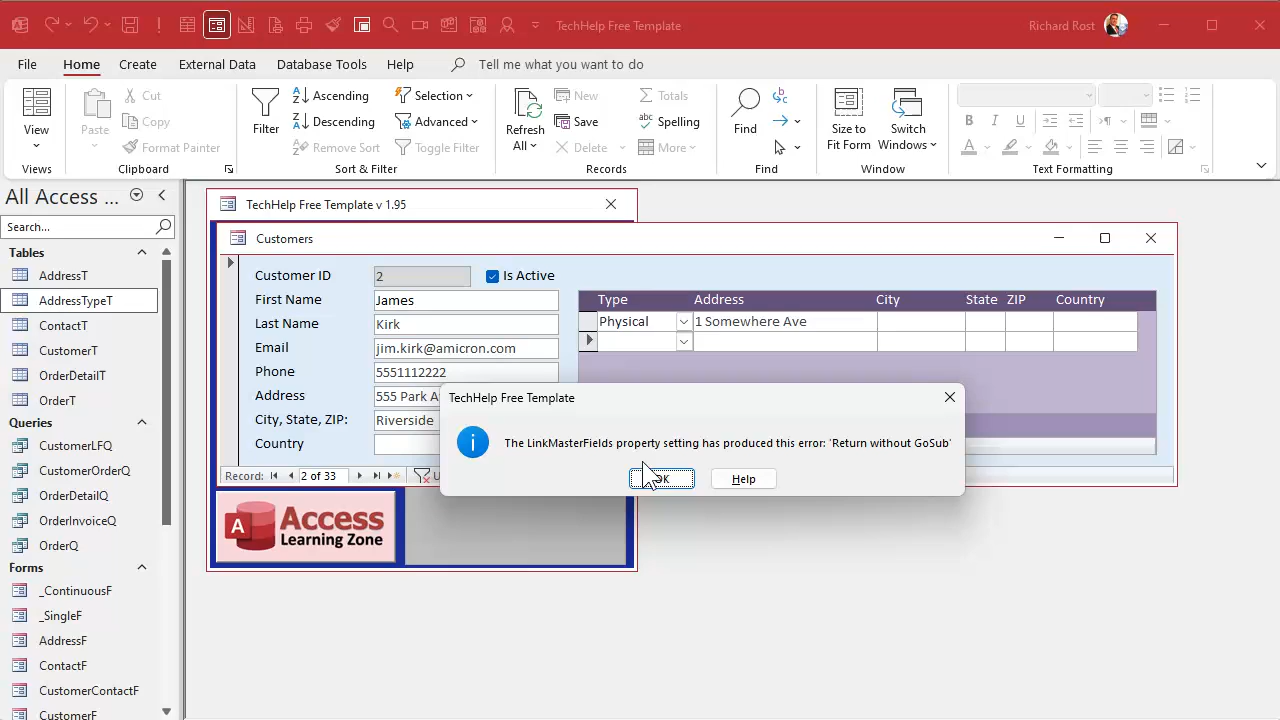 TechHelp Free Template
Richard Rost
File
Home
Create
External Data
Database Tools
Help
Tell me what you want to do
View
Views
Paste
Cut
Copy
Format Painter
Clipboard
Filter
Ascending
Descending
Remove Sort
Selection
Advanced
Toggle Filter
Sort & Filter
Refresh
All
New
Save
Delete
Totals
Spelling
More
Records
Find
Find
Size to
Fit Form
Switch
Windows
Window
B I U
A
Text Formatting
All Access ...
Search...
Tables
AddressT
AddressTypeT
ContactT
CustomerT
OrderDetailT
OrderT
Queries
CustomerLFQ
CustomerOrderQ
OrderDetailQ
OrderInvoiceQ
OrderQ
Forms
_ContinuousF
_SingleF
AddressF
ContactF
CustomerContactF
CustomerF
TechHelp Free Template v 1.95
Customers
Customer ID 2 Is Active
First Name James
Last Name Kirk
Email jim.kirk@amicron.com
Phone 5551112222
Address 555 Park A
City, State, ZIP: Riverside
Country
Type Address City State ZIP Country
Physical 1 Somewhere Ave
Record: 2 of 33
TechHelp Free Template
The LinkMasterFields property setting has produced this error: 'Return without GoSub'
OK Help
A Access
Learning Zone